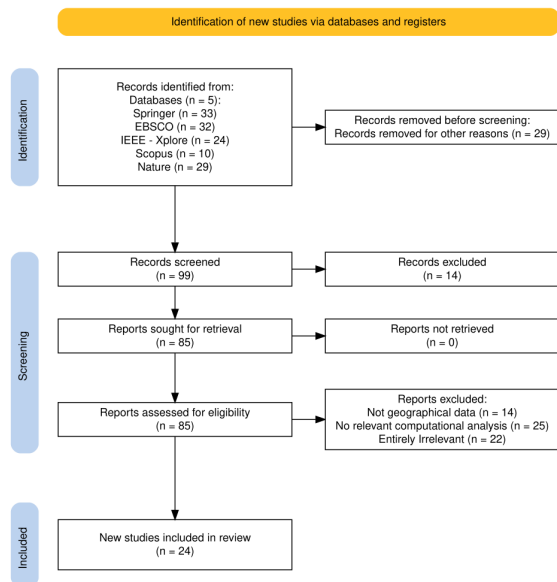 Identification of new studies via databases and registers
Identification
Records identified from:
Databases (n = 5):
Springer (n = 33)
EBSCO (n = 32)
IEEE - Xplore (n = 24)
Scopus (n = 10)
Nature (n = 29)
Records removed before screening:
Records removed for other reasons (n = 29)
Screening
Records screened
(n = 99)
Records excluded
(n = 14)
Reports sought for retrieval
(n = 85)
Reports not retrieved
(n = 0)
Reports assessed for eligibility
(n = 85)
Reports excluded:
Not geographical data (n = 14)
No relevant computational analysis (n = 25)
Entirely Irrelevant (n = 22)
Included
New studies included in review
(n = 24)